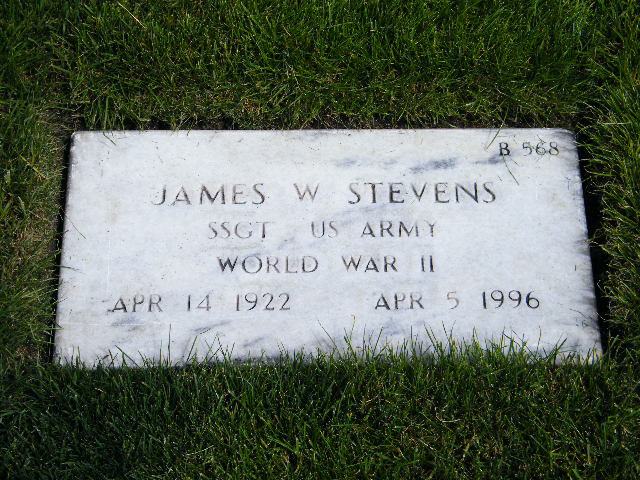 B 568
JAMES W STEVENS
SSGT US ARMY
WORLD WAR II
APR 14 1922 APR 5 1996